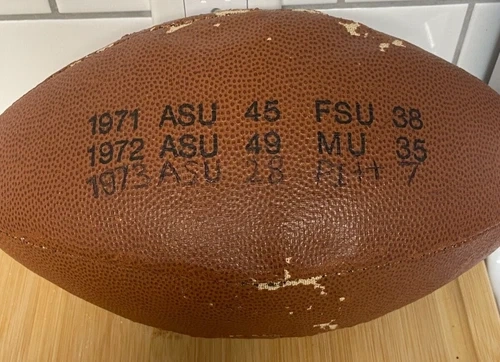 1971 ASU 45 FSU 38
1972 ASU 49 MU 35
1973 ASU 28 PITT 7